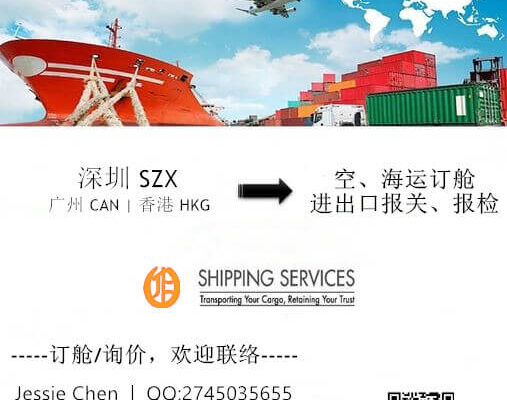 深圳 SZX
广州 CAN | 香港 HKG
空、海运订舱
进出口报关、报检
SHIPPING SERVICES
Transporting Your Cargo, Retaining Your Trust
-----订舱/询价，欢迎联络-----
Jessie Chen | QQ:2745035655